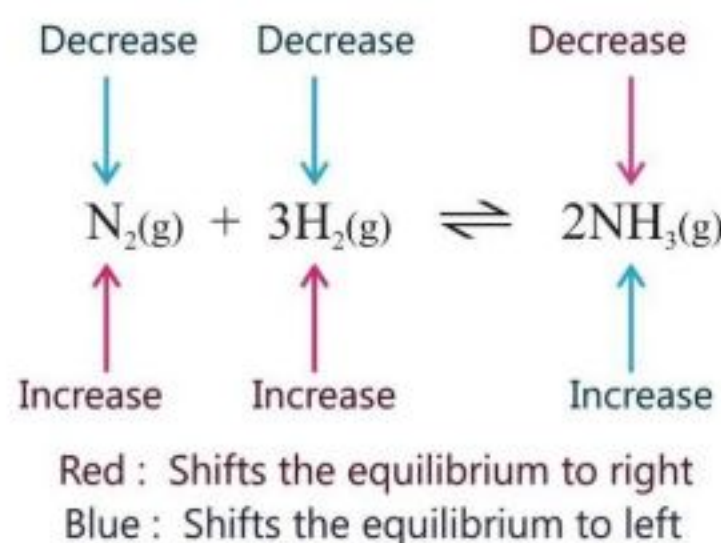 Decrease Decrease Decrease
N₂(g) + 3H₂(g) ⇌ 2NH₃(g)
Increase Increase Increase
Red : Shifts the equilibrium to right
Blue : Shifts the equilibrium to left